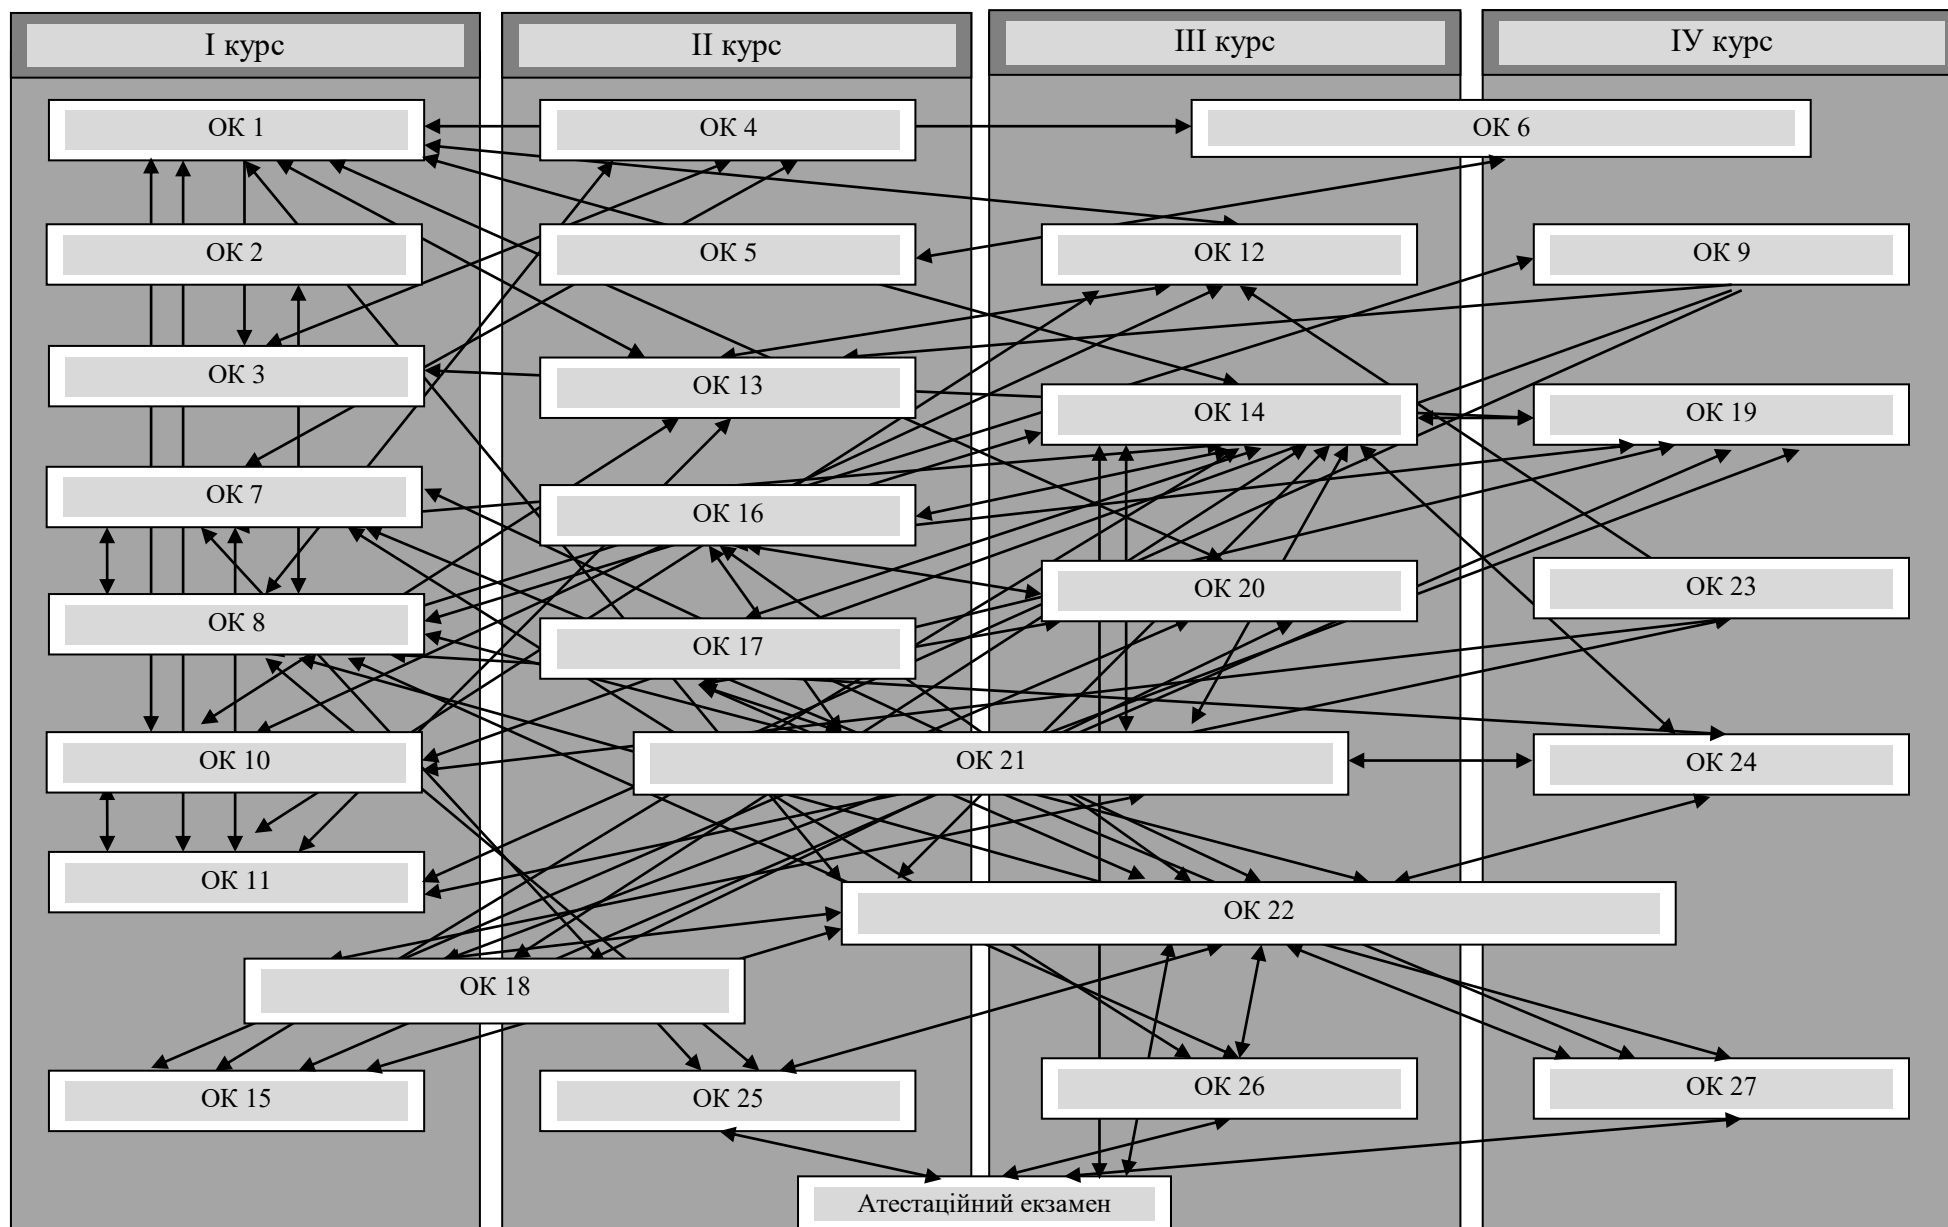 I курс
II курс
III курс
IУ курс
ОК 1
ОК 4
ОК 6
ОК 2
ОК 5
ОК 12
ОК 9
ОК 3
ОК 13
ОК 14
ОК 19
ОК 7
ОК 16
ОК 20
ОК 23
ОК 8
ОК 17
ОК 10
ОК 21
ОК 24
ОК 11
ОК 22
ОК 18
ОК 15
ОК 25
ОК 26
ОК 27
Атестаційний екзамен